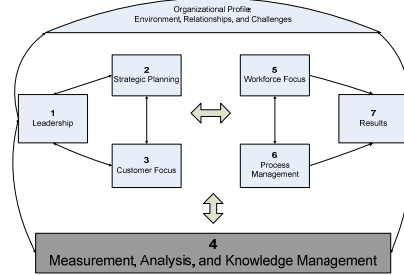 Organizational Profile:
Environment, Relationships, and Challenges
2
Strategic Planning
5
Workforce Focus
1
Leadership
7
Results
3
Customer Focus
6
Process
Management
4
Measurement, Analysis, and Knowledge Management